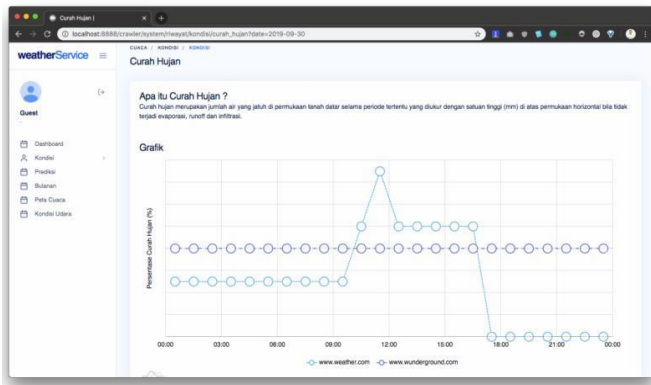 Curah Hujan |
localhost:8888/crawler/system/riwayat/kondisi/curah_hujan?date=2019-09-30
weatherService
Guest
Dashboard
Kondisi
Prediksi
Bulanan
Peta Cuaca
Kondisi Udara
CUACA / KONDISI / KONDISI
Curah Hujan
Apa itu Curah Hujan ?
Curah hujan merupakan jumlah air yang jatuh di permukaan tanah datar selama periode tertentu yang diukur dengan satuan tinggi (mm) di atas permukaan horizontal bila tidak
terjadi evaporasi, runoff dan infiltrasi.
Grafik
Persentase Curah Hujan (%)
00:00 03:00 06:00 09:00 12:00 15:00 18:00 21:00 00:00
www.weather.com www.wunderground.com